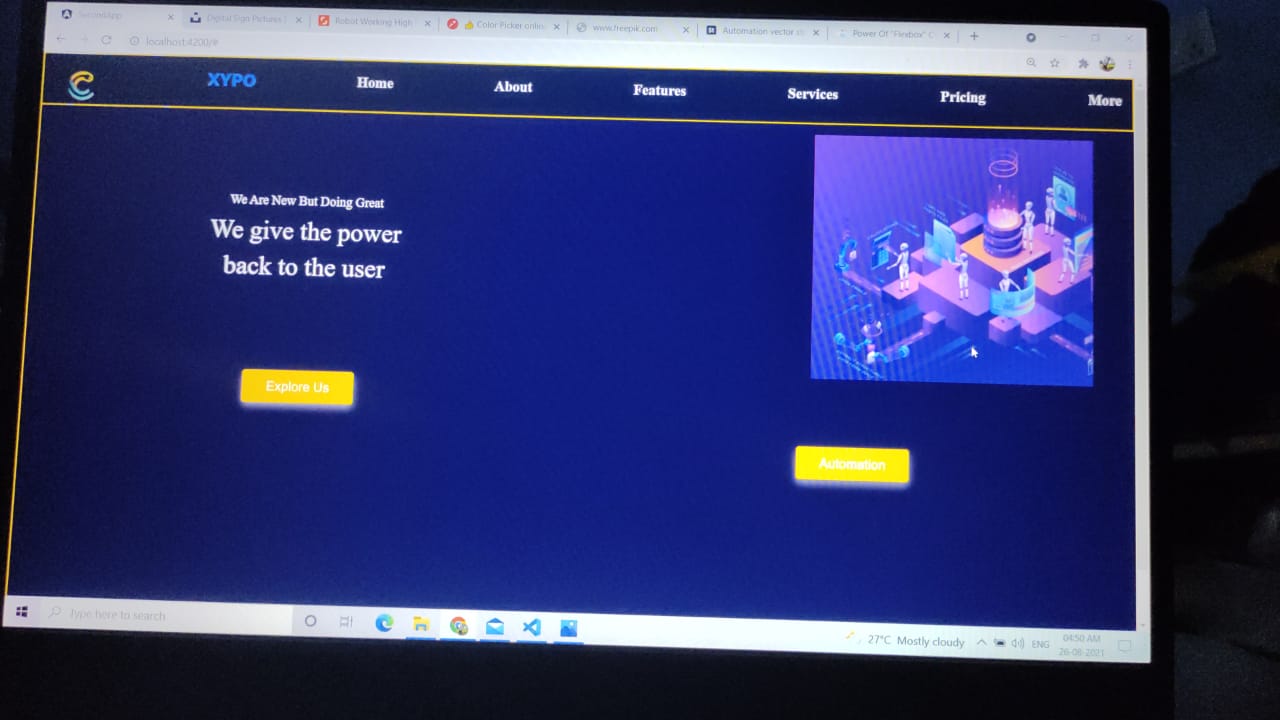 SecondApp
Digital Sign Pictures |
Robot Working High
Color Picker onlin
www.freepik.com
Automation vector st
Power Of "Flexbox" C
localhost:4200/#
XYPO
Home
About
Features
Services
Pricing
More
We Are New But Doing Great
We give the power
back to the user
Explore Us
Automation
Type here to search
27°C Mostly cloudy
ENG
04:50 AM
26-08-2021